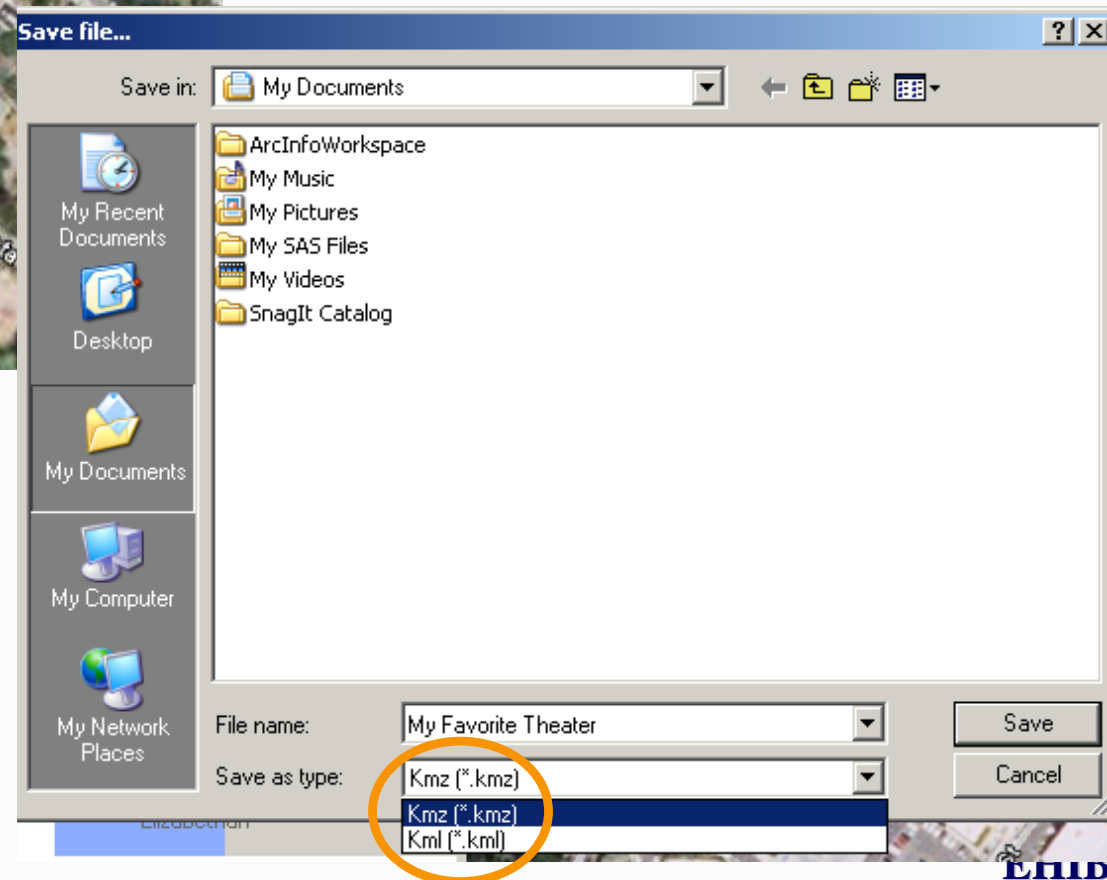 Save file...
Save in: My Documents
ArcInfoWorkspace
My Music
My Pictures
My SAS Files
My Videos
SnagIt Catalog
My Recent
Documents
Desktop
My Documents
My Computer
My Network
Places
File name: My Favorite Theater Save
Save as type: Kmz (*.kmz) Cancel
Kmz (*.kmz)
Kml (*.kml)
EHIB